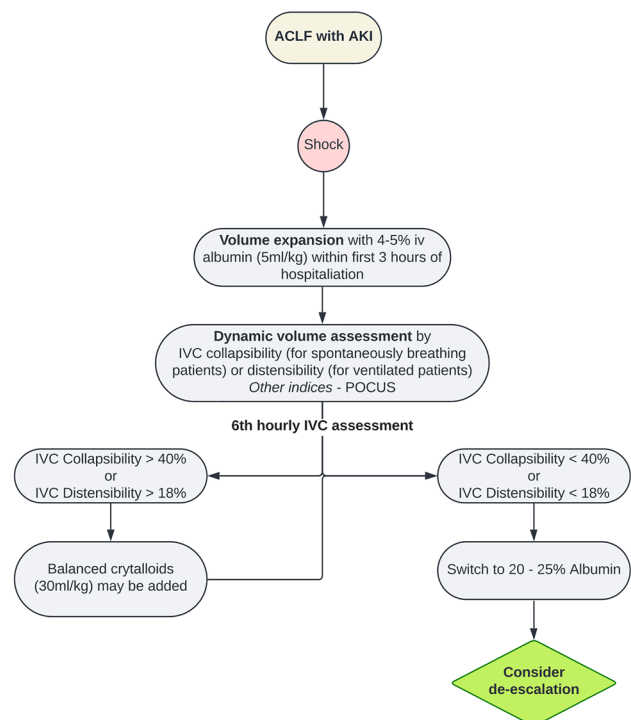 ACLF with AKI
Shock
Volume expansion with 4-5% iv
albumin (5ml/kg) within first 3 hours of
hospitaliation
Dynamic volume assessment by
IVC collapsibility (for spontaneously breathing
patients) or distensibility (for ventilated patients)
Other indices - POCUS
6th hourly IVC assessment
IVC Collapsibility > 40%
or
IVC Distensibility > 18%
IVC Collapsibility < 40%
or
IVC Distensibility < 18%
Balanced crytalloids
(30ml/kg) may be added
Switch to 20 - 25% Albumin
Consider
de-escalation